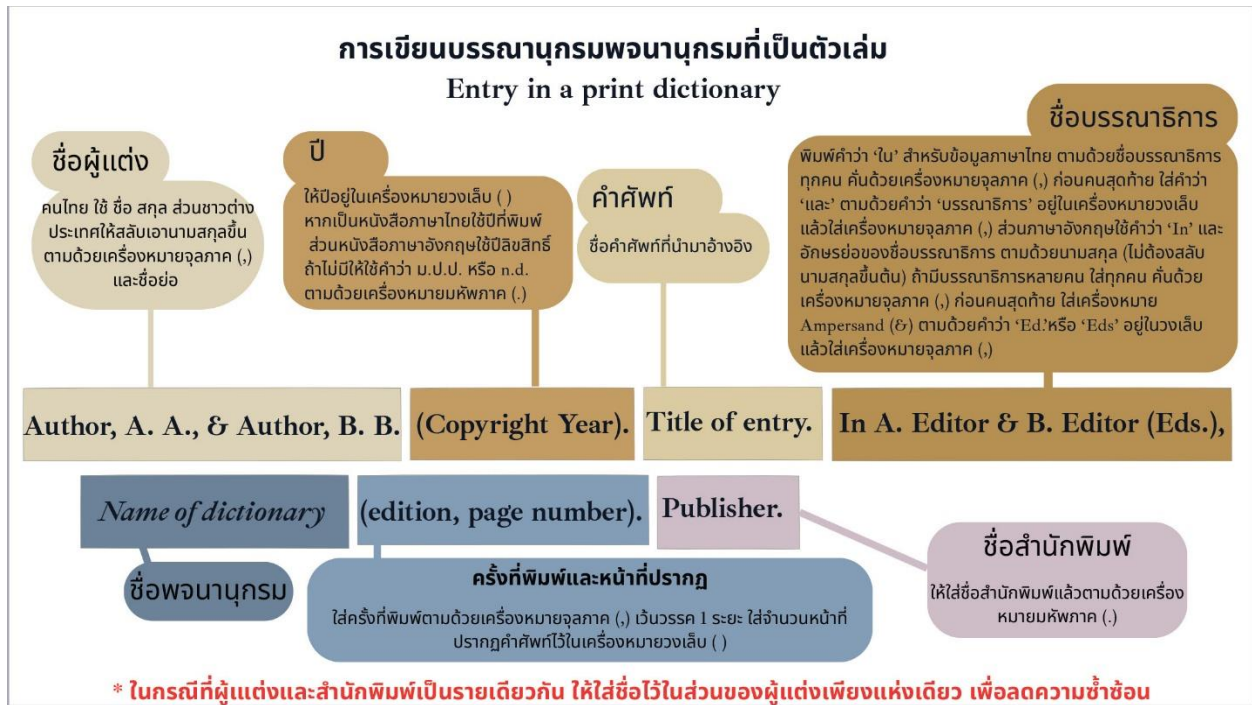 การเขียนบรรณานุกรมพจนานุกรมที่เป็นตัวเล่ม
Entry in a print dictionary
ชื่อผู้แต่ง
คนไทย ใช้ ชื่อ สกุล ส่วนชาวต่าง
ประเทศให้สลับเอานามสกุลขึ้น
ตามด้วยเครื่องหมายจุลภาค (,)
และชื่อย่อ
ปี
ให้ปีอยู่ในเครื่องหมายวงเล็บ ( )
หากเป็นหนังสือภาษาไทยใช้ปีที่พิมพ์
ส่วนหนังสือภาษาอังกฤษใช้ปีลิขสิทธิ์
ถ้าไม่มีให้ใช้คำว่า ม.ป.ป. หรือ n.d.
ตามด้วยเครื่องหมายมหัพภาค (.)
คำศัพท์
ชื่อคำศัพท์ที่นำมาอ้างอิง
ชื่อบรรณาธิการ
พิมพ์คำว่า ‘ใน’ สำหรับข้อมูลภาษาไทย ตามด้วยชื่อบรรณาธิการ
ทุกคน คั่นด้วยเครื่องหมายจุลภาค (,) ก่อนคนสุดท้าย ใส่คำว่า
‘และ’ ตามด้วยคำว่า ‘บรรณาธิการ’ อยู่ในเครื่องหมายวงเล็บ
แล้วใส่เครื่องหมายจุลภาค (,) ส่วนภาษาอังกฤษใช้คำว่า ‘In’ และ
อักษรย่อของชื่อบรรณาธิการ ตามด้วยนามสกุล (ไม่ต้องสลับ
นามสกุลขึ้นต้น) ถ้ามีบรรณาธิการหลายคน ใส่ทุกคน คั่นด้วย
เครื่องหมายจุลภาค (,) ก่อนคนสุดท้าย ใส่เครื่องหมาย
Ampersand (&) ตามด้วยคำว่า ‘Ed.’หรือ ‘Eds’ อยู่ในวงเล็บ
แล้วใส่เครื่องหมายจุลภาค (,)
Author, A. A., & Author, B. B. (Copyright Year). Title of entry. In A. Editor & B. Editor (Eds.),
Name of dictionary (edition, page number). Publisher.
ชื่อพจนานุกรม
ครั้งที่พิมพ์และหน้าที่ปรากฏ
ใส่ครั้งที่พิมพ์ตามด้วยเครื่องหมายจุลภาค (,) เว้นวรรค 1 ระยะ ใส่จำนวนหน้าที่
ปรากฏคำศัพท์ไว้ในเครื่องหมายวงเล็บ ( )
ชื่อสำนักพิมพ์
ให้ใส่ชื่อสำนักพิมพ์แล้วตามด้วยเครื่อง
หมายมหัพภาค (.)
* ในกรณีที่ผู้แต่งและสำนักพิมพ์เป็นรายเดียวกัน ให้ใส่ชื่อไว้ในส่วนของผู้แต่งเพียงแห่งเดียว เพื่อลดความซ้ำซ้อน